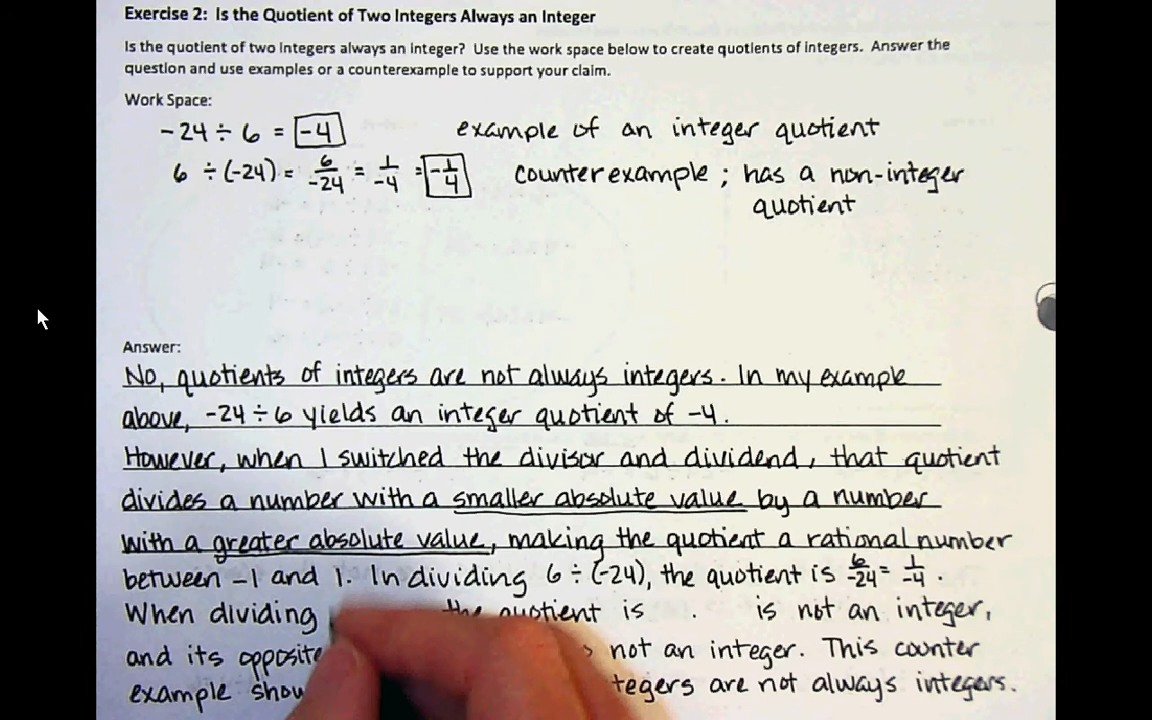 Exercise 2: Is the Quotient of Two Integers Always an Integer
Is the quotient of two integers always an integer? Use the work space below to create quotients of integers. Answer the
question and use examples or a counterexample to support your claim.
Work Space:
-24 ÷ 6 = -4 example of an integer quotient
6 ÷ (-24) = 6/-24 = 1/-4 = -1/4 counterexample ; has a non-integer
quotient
Answer:
No, quotients of integers are not always integers. In my example
above, -24 ÷ 6 yields an integer quotient of -4.
However, when I switched the divisor and dividend, that quotient
divides a number with a smaller absolute value by a number
with a greater absolute value, making the quotient a rational number
between -1 and 1. In dividing 6 ÷ (-24), the quotient is 6/-24 = 1/-4 .
When dividing the quotient is . is not an integer,
and its opposite not an integer. This counter
example integers are not always integers.